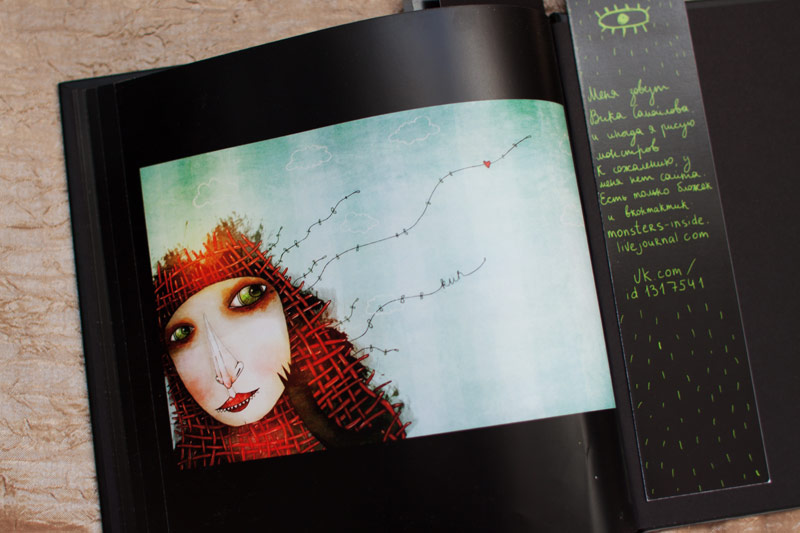 Меня зовут
Вика Самойлова
и иногда я рисую
монстров
К сожалению, у
меня нет сайта.
Есть только бложек
и вконтактик
monsters-inside.
livejournal com
VK.com/
id 1317541